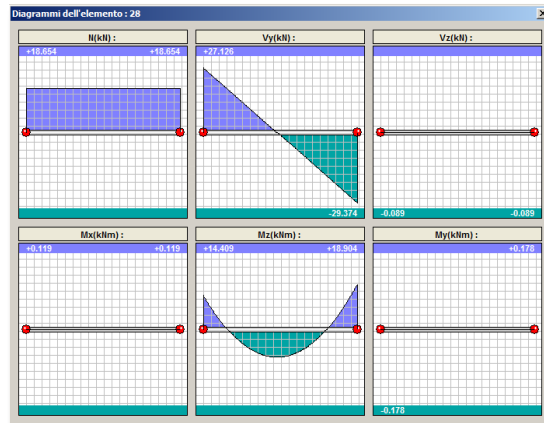 Diagrammi dell'elemento : 28
N(kN) :
Vy(kN) :
Vz(kN) :
+18.654 +18.654
+27.126
-29.374
-0.089 -0.089
Mx(kNm) :
Mz(kNm) :
My(kNm) :
+0.119 +0.119
+14.409 +18.904
+0.178
-0.178